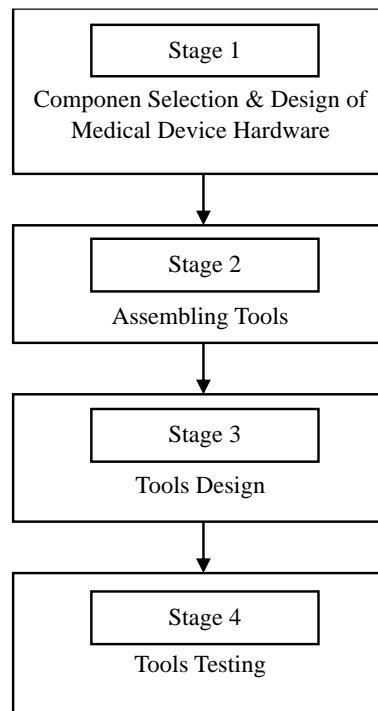 Stage 1
Componen Selection & Design of
Medical Device Hardware
Stage 2
Assembling Tools
Stage 3
Tools Design
Stage 4
Tools Testing